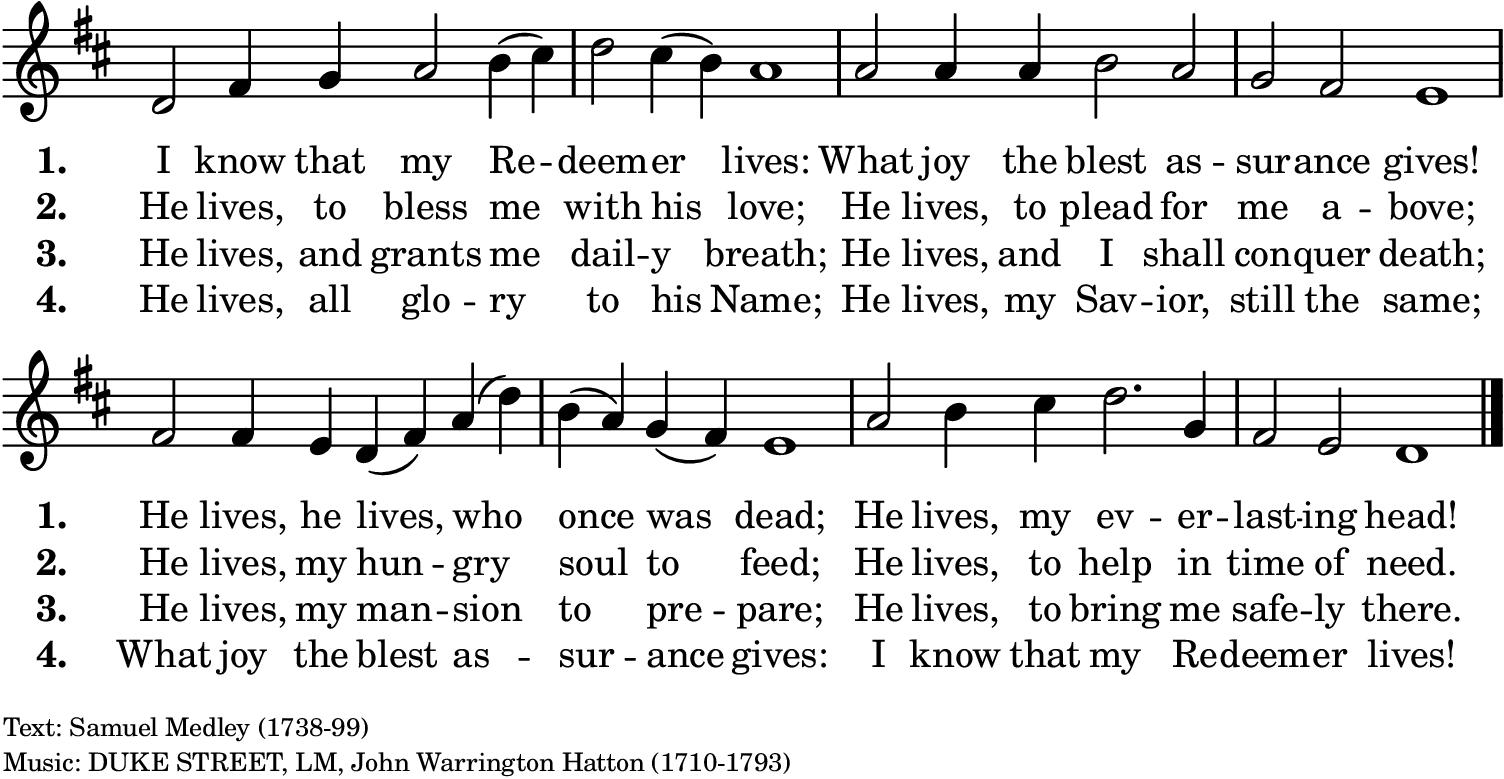 1. I know that my Re - deemer lives: What joy the blest as - surance gives!
2. He lives, to bless me with his love; He lives, to plead for me a - bove;
3. He lives, and grants me dail - y breath; He lives, and I shall conquer death;
4. He lives, all glo - ry to his Name; He lives, my Sav - ior, still the same;
1. He lives, he lives, who once was dead; He lives, my ev - er - last - ing head!
2. He lives, my hun - gry soul to feed; He lives, to help in time of need.
3. He lives, my man - sion to pre - pare; He lives, to bring me safe - ly there.
4. What joy the blest as - sur - ance gives: I know that my Redeemer lives!
Text: Samuel Medley (1738-99)
Music: DUKE STREET, LM, John Warrington Hatton (1710-1793)